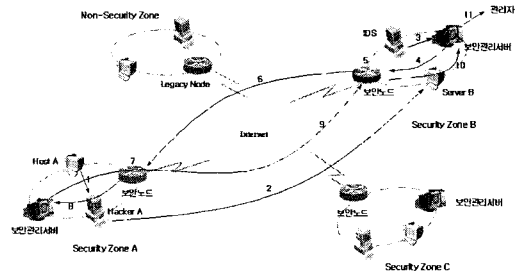 Non-Security Zone
Legacy Node
IDS
11
관리자
3
보안관리서버
5
4
10
보안노드
Server B
Security Zone B
6
Internet
9
Host A
7
1
보안노드
2
8
Hacker A
보안관리서버
Security Zone A
보안노드
보안관리서버
Security Zone C